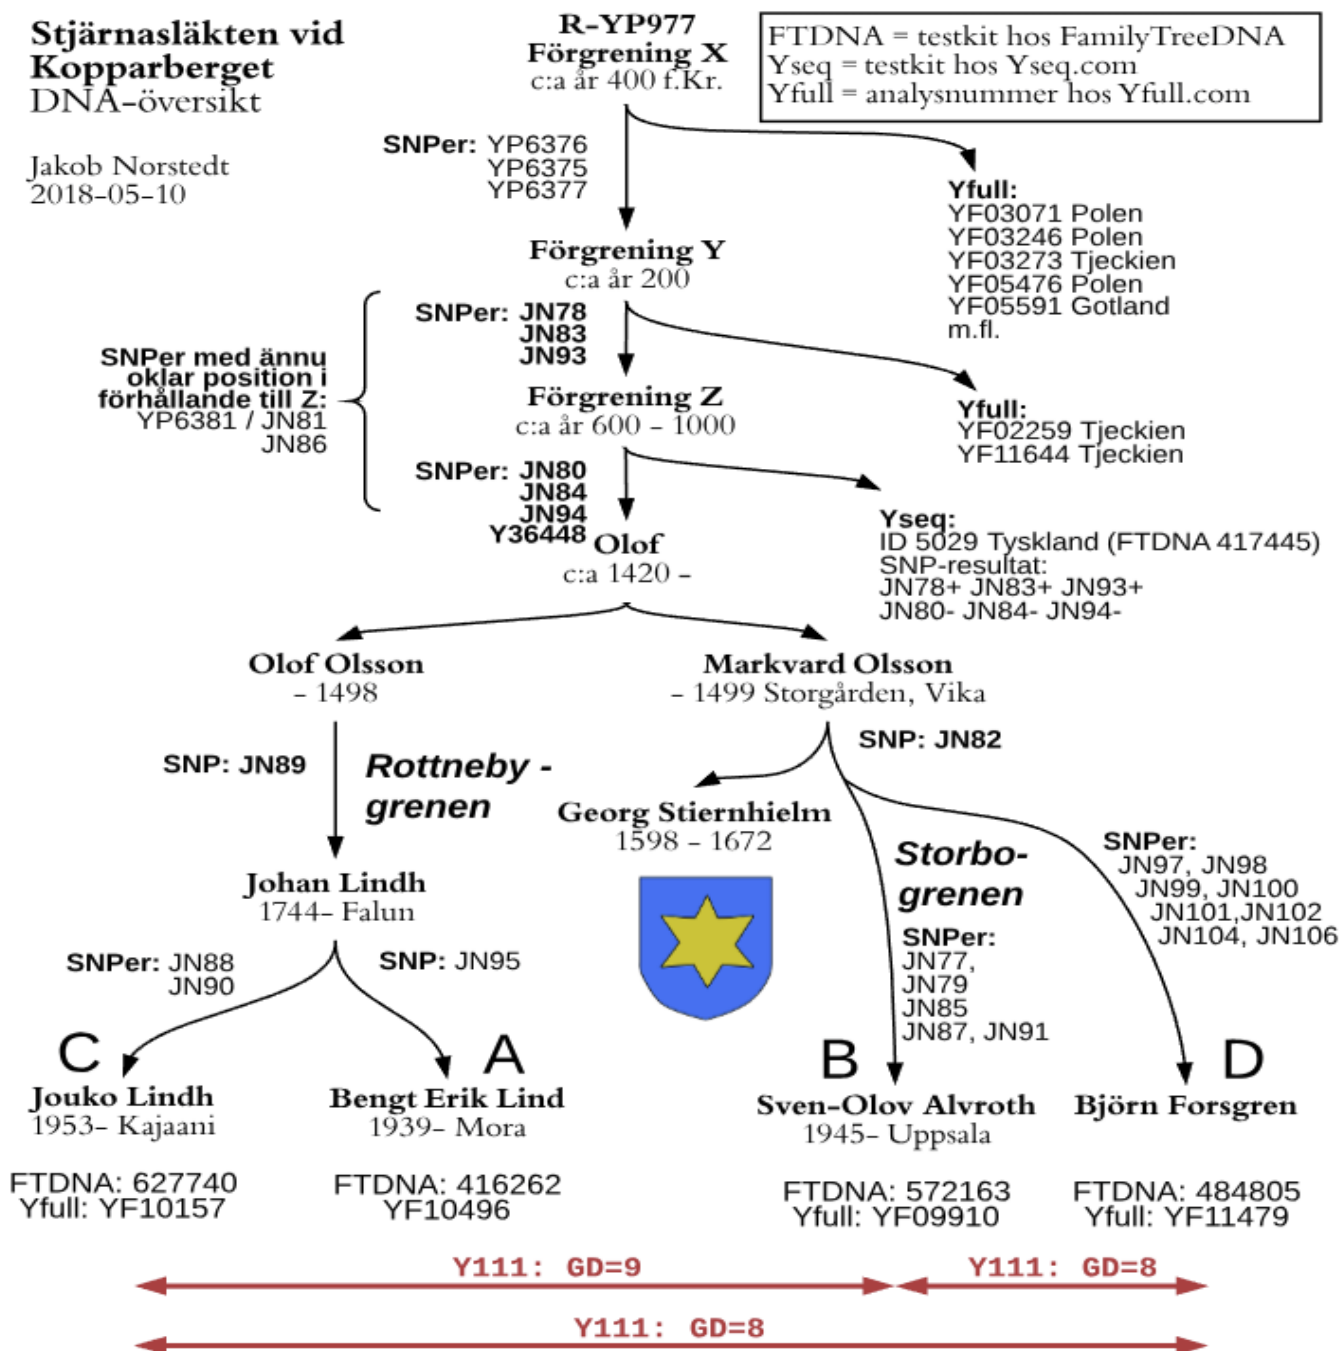 Stjärnasläkten vid
Kopparberget
DNA-översikt
Jakob Norstedt
2018-05-10
R-YP977
Förgrening X
c:a år 400 f.Kr.
FTDNA = testkit hos FamilyTreeDNA
Yseq = testkit hos Yseq.com
Yfull = analysnummer hos Yfull.com
SNPer: YP6376
YP6375
YP6377
Yfull:
YF03071 Polen
YF03246 Polen
YF03273 Tjeckien
YF05476 Polen
YF05591 Gotland
m.fl.
Förgrening Y
c:a år 200
SNPer: JN78
JN83
JN93
SNPer med ännu
oklar position i
förhållande till Z:
YP6381 / JN81
JN86
Yfull:
YF02259 Tjeckien
YF11644 Tjeckien
Förgrening Z
c:a år 600 - 1000
SNPer: JN80
JN84
JN94
Y36448
Yseq:
ID 5029 Tyskland (FTDNA 417445)
SNP-resultat:
JN78+ JN83+ JN93+
JN80- JN84- JN94-
Olof
c:a 1420 -
Olof Olsson
- 1498
Markvard Olsson
- 1499 Storgården, Vika
SNP: JN89
Rottneby -
grenen
SNP: JN82
Georg Stiernhielm
1598 - 1672
Storbo-
grenen
SNPer:
JN77,
JN79
JN85
JN87, JN91
SNPer:
JN97, JN98
JN99, JN100
JN101,JN102
JN104, JN106
Johan Lindh
1744- Falun
SNPer: JN88
JN90
SNP: JN95
C
Jouko Lindh
1953- Kajaani
FTDNA: 627740
Yfull: YF10157
A
Bengt Erik Lind
1939- Mora
FTDNA: 416262
YF10496
B
Sven-Olov Alvroth
1945- Uppsala
FTDNA: 572163
Yfull: YF09910
D
Björn Forsgren
FTDNA: 484805
Yfull: YF11479
Y111: GD=9
Y111: GD=8
Y111: GD=8